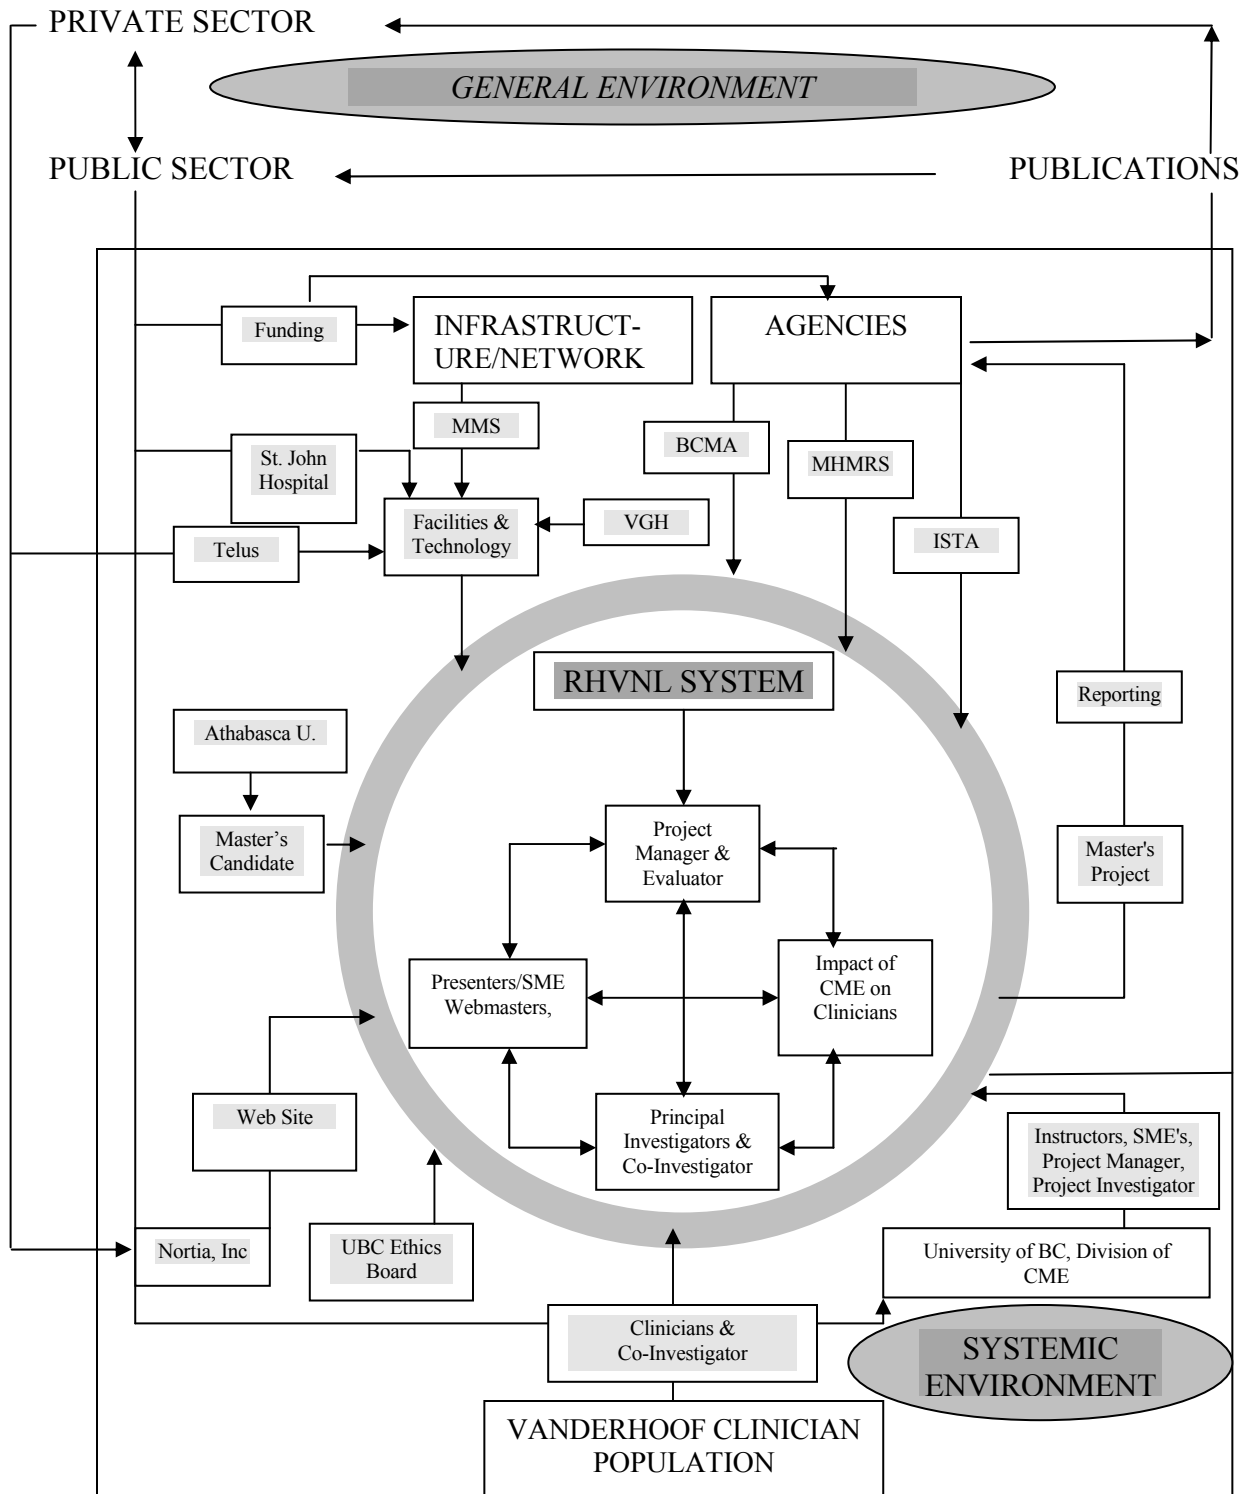 PRIVATE SECTOR
GENERAL ENVIRONMENT
PUBLIC SECTOR
PUBLICATIONS
Funding
INFRASTRUCT-
URE/NETWORK
AGENCIES
MMS
BCMA
MHMRS
St. John
Hospital
Facilities &
Technology
VGH
ISTA
Telus
RHVNL SYSTEM
Reporting
Athabasca U.
Master’s
Candidate
Project
Manager &
Evaluator
Master's
Project
Presenters/SME
Webmasters,
Impact of
CME on
Clinicians
Web Site
Principal
Investigators &
Co-Investigator
Instructors, SME's,
Project Manager,
Project Investigator
Nortia, Inc
UBC Ethics
Board
University of BC, Division of
CME
Clinicians &
Co-Investigator
SYSTEMIC
ENVIRONMENT
VANDERHOOF CLINICIAN
POPULATION